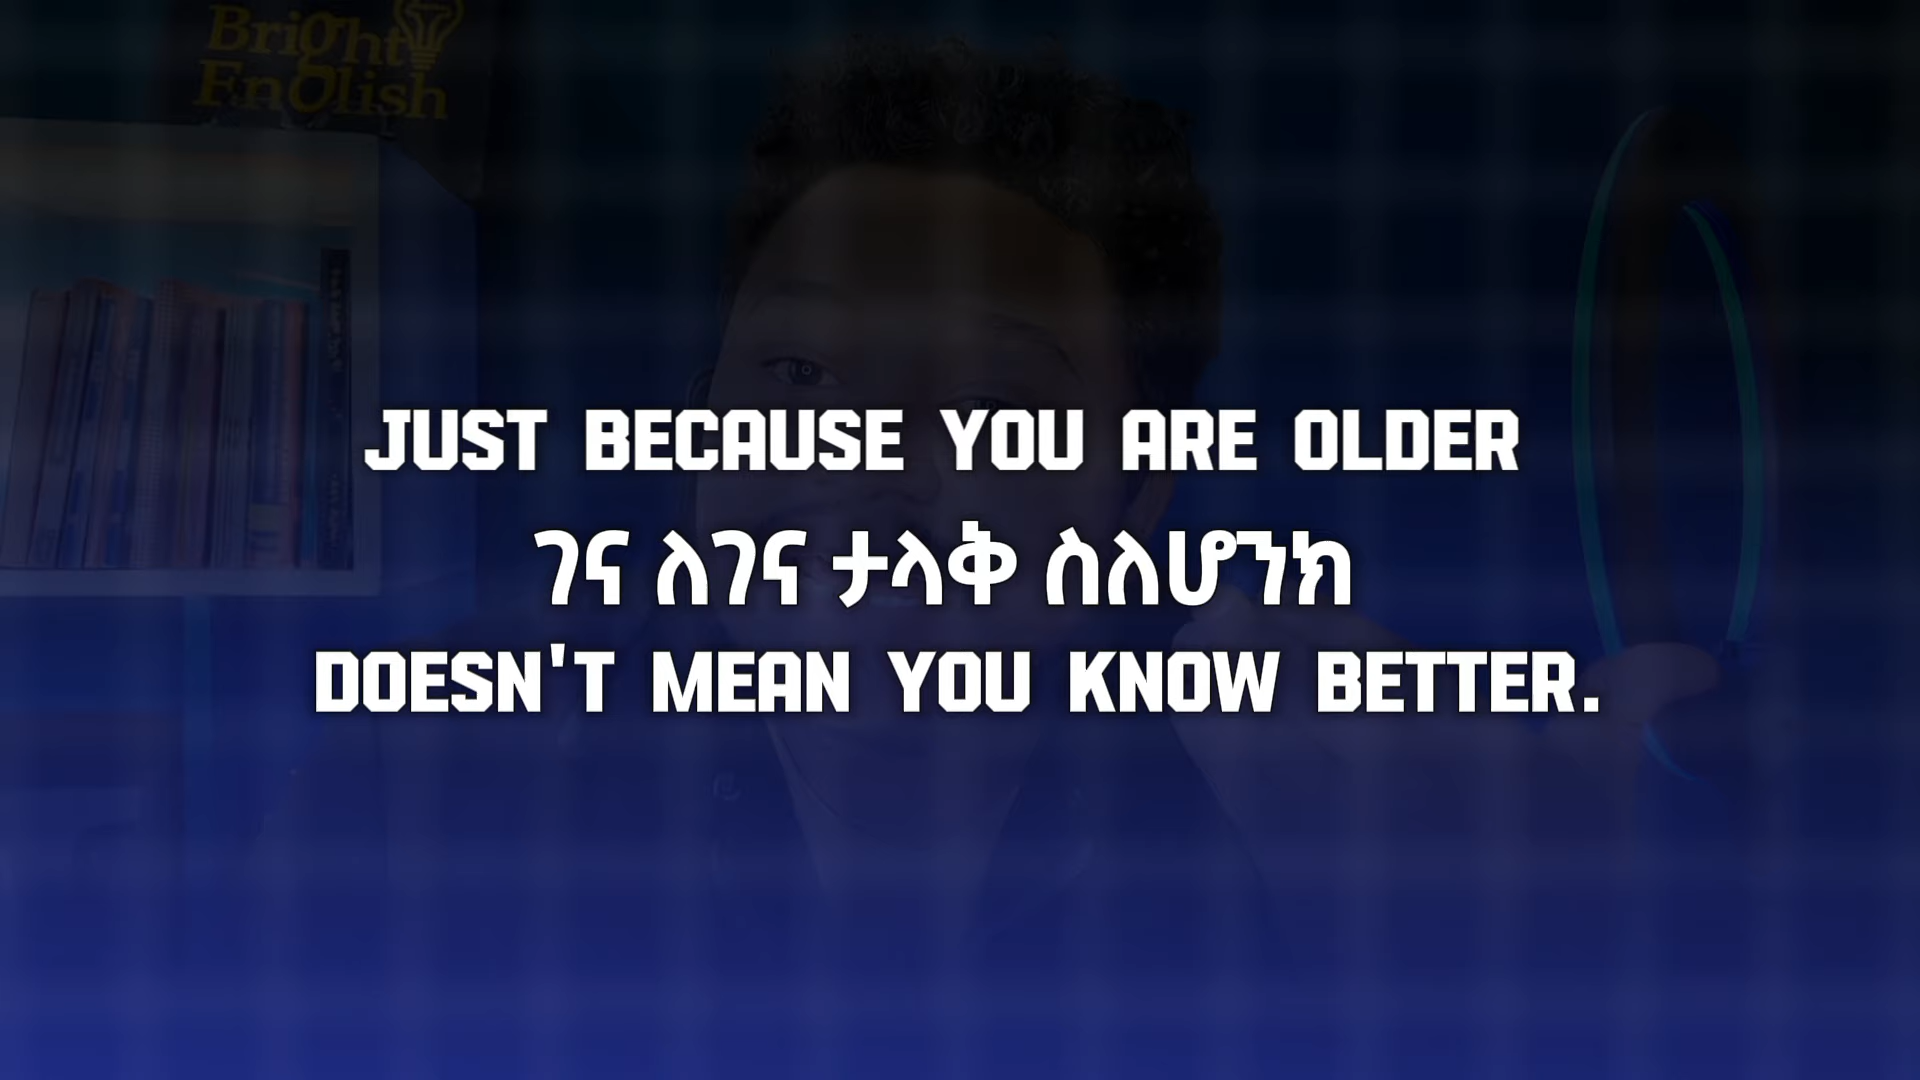 Bright
English
JUST BECAUSE YOU ARE OLDER
ገና ለገና ታላቅ ስለሆንክ
DOESN'T MEAN YOU KNOW BETTER.